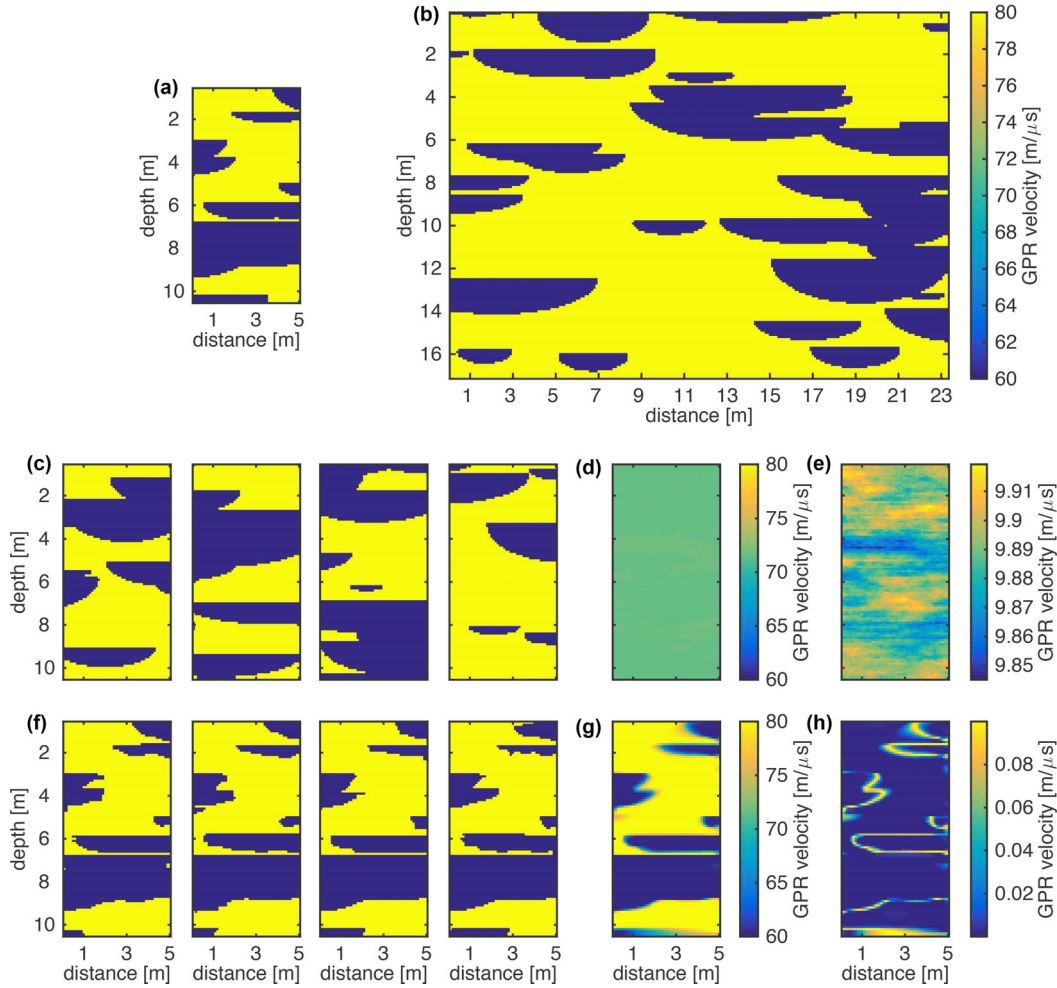 (b)
80
78
76
74
72
70
68
66
64
62
60
GPR velocity [m/μs]
2
4
6
8
10
12
14
16
depth [m]
1 3 5 7 9 11 13 15 17 19 21 23
distance [m]
(a)
2
4
6
8
10
depth [m]
1 3 5
distance [m]
(c)
2
4
6
8
10
depth [m]
(d)
80
75
70
65
60
GPR velocity [m/μs]
(e)
9.91
9.9
9.89
9.88
9.87
9.86
9.85
GPR velocity [m/μs]
(f)
2
4
6
8
10
depth [m]
1 3 5
distance [m]
1 3 5
distance [m]
1 3 5
distance [m]
1 3 5
distance [m]
(g)
80
75
70
65
60
GPR velocity [m/μs]
1 3 5
distance [m]
(h)
0.08
0.06
0.04
0.02
GPR velocity [m/μs]
1 3 5
distance [m]